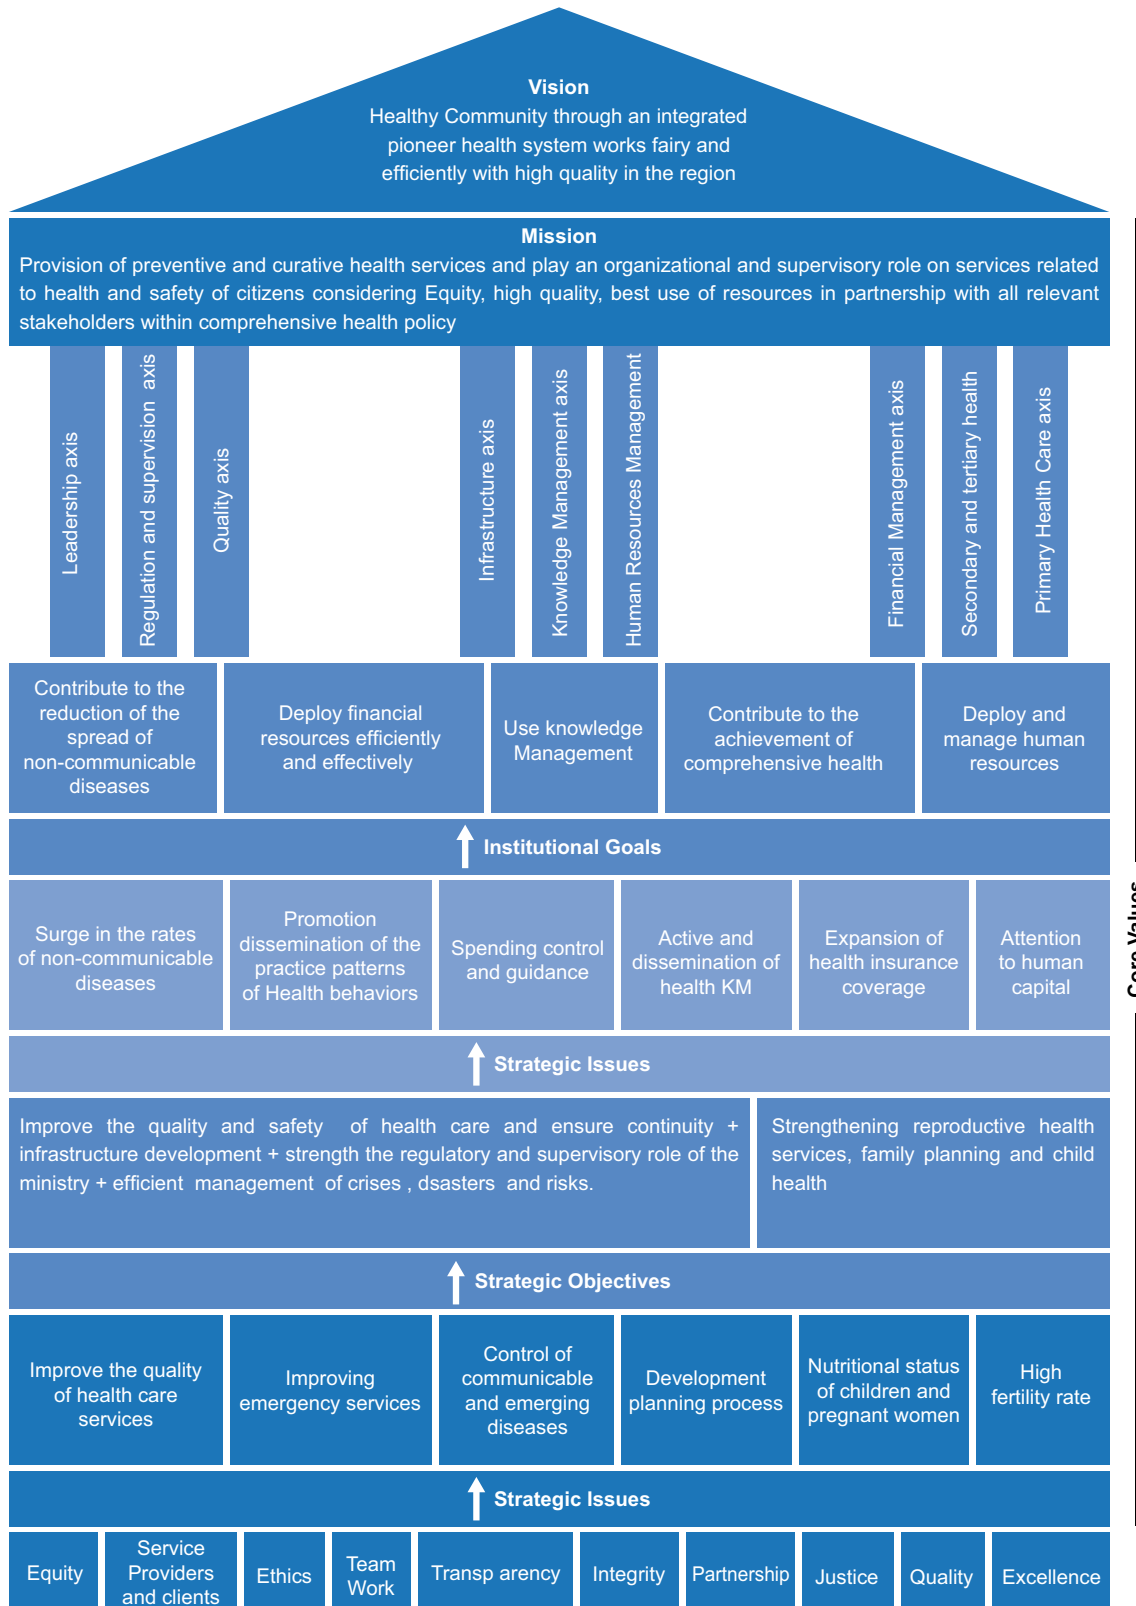 Vision
Healthy Community through an integrated
pioneer health system works fairy and
efficiently with high quality in the region
Mission
Provision of preventive and curative health services and play an organizational and supervisory role on services related
to health and safety of citizens considering Equity, high quality, best use of resources in partnership with all relevant
stakeholders within comprehensive health policy
Leadership axis
Regulation and supervision axis
Quality axis
Infrastructure axis
Knowledge Management axis
Human Resources Management
Financial Management axis
Secondary and tertiary health
Primary Health Care axis
Contribute to the
reduction of the
spread of
non-communicable
diseases
Deploy financial
resources efficiently
and effectively
Use knowledge
Management
Contribute to the
achievement of
comprehensive health
Deploy and
manage human
resources
Institutional Goals
Surge in the rates
of non-communicable
diseases
Promotion
dissemination of the
practice patterns
of Health behaviors
Spending control
and guidance
Active and
dissemination of
health KM
Expansion of
health insurance
coverage
Attention
to human
capital
Core Values
Strategic Issues
Improve the quality and safety of health care and ensure continuity +
infrastructure development + strength the regulatory and supervisory role of the
ministry + efficient management of crises , dsasters and risks.
Strengthening reproductive health
services, family planning and child
health
Strategic Objectives
Improve the quality
of health care
services
Improving
emergency services
Control of
communicable
and emerging
diseases
Development
planning process
Nutritional status
of children and
pregnant women
High
fertility rate
Strategic Issues
Equity
Service
Providers
and clients
Ethics
Team
Work
Transp arency
Integrity
Partnership
Justice
Quality
Excellence